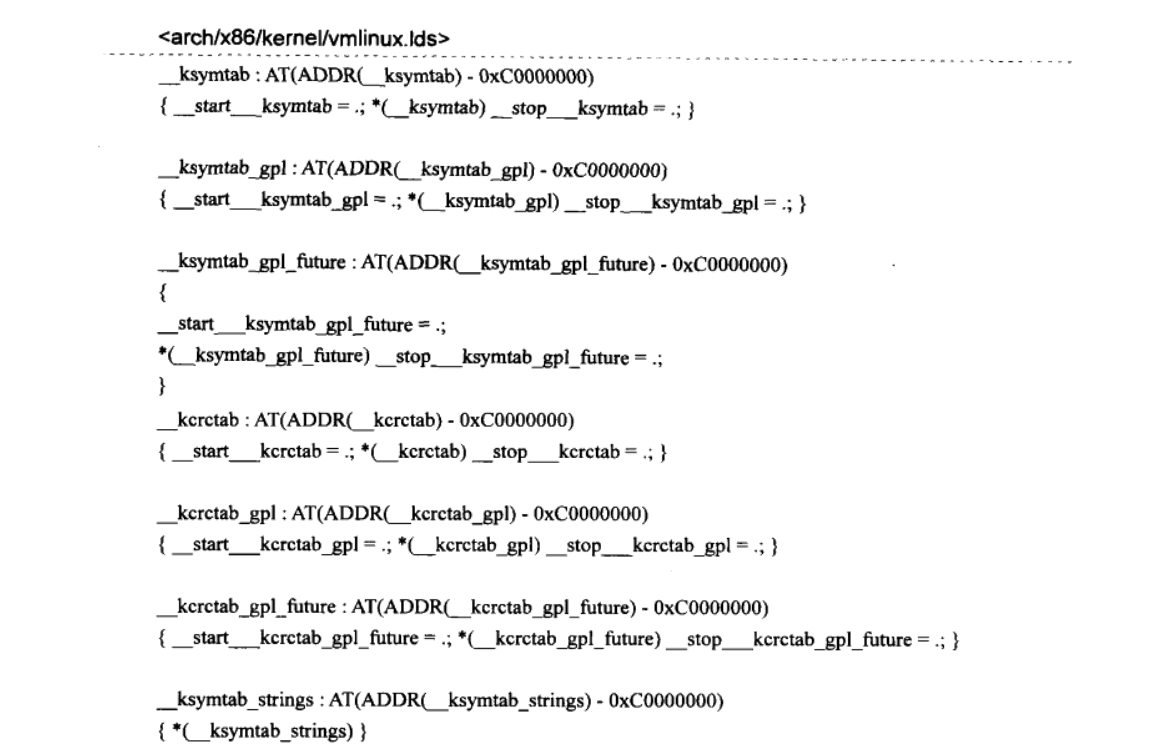 <arch/x86/kernel/vmlinux.lds>
__ksymtab : AT(ADDR(__ksymtab) - 0xC0000000)
{ __start___ksymtab = .; *(__ksymtab) __stop___ksymtab = .; }
__ksymtab_gpl : AT(ADDR(__ksymtab_gpl) - 0xC0000000)
{ __start___ksymtab_gpl = .; *(__ksymtab_gpl) __stop___ksymtab_gpl = .; }
__ksymtab_gpl_future : AT(ADDR(__ksymtab_gpl_future) - 0xC0000000)
{
__start___ksymtab_gpl_future = .;
*(__ksymtab_gpl_future) __stop___ksymtab_gpl_future = .;
}
__kcrctab : AT(ADDR(__kcrctab) - 0xC0000000)
{ __start___kcrctab = .; *(__kcrctab) __stop___kcrctab = .; }
__kcrctab_gpl : AT(ADDR(__kcrctab_gpl) - 0xC0000000)
{ __start___kcrctab_gpl = .; *(__kcrctab_gpl) __stop___kcrctab_gpl = .; }
__kcrctab_gpl_future : AT(ADDR(__kcrctab_gpl_future) - 0xC0000000)
{ __start___kcrctab_gpl_future = .; *(__kcrctab_gpl_future) __stop___kcrctab_gpl_future = .; }
__ksymtab_strings : AT(ADDR(__ksymtab_strings) - 0xC0000000)
{ *(__ksymtab_strings) }